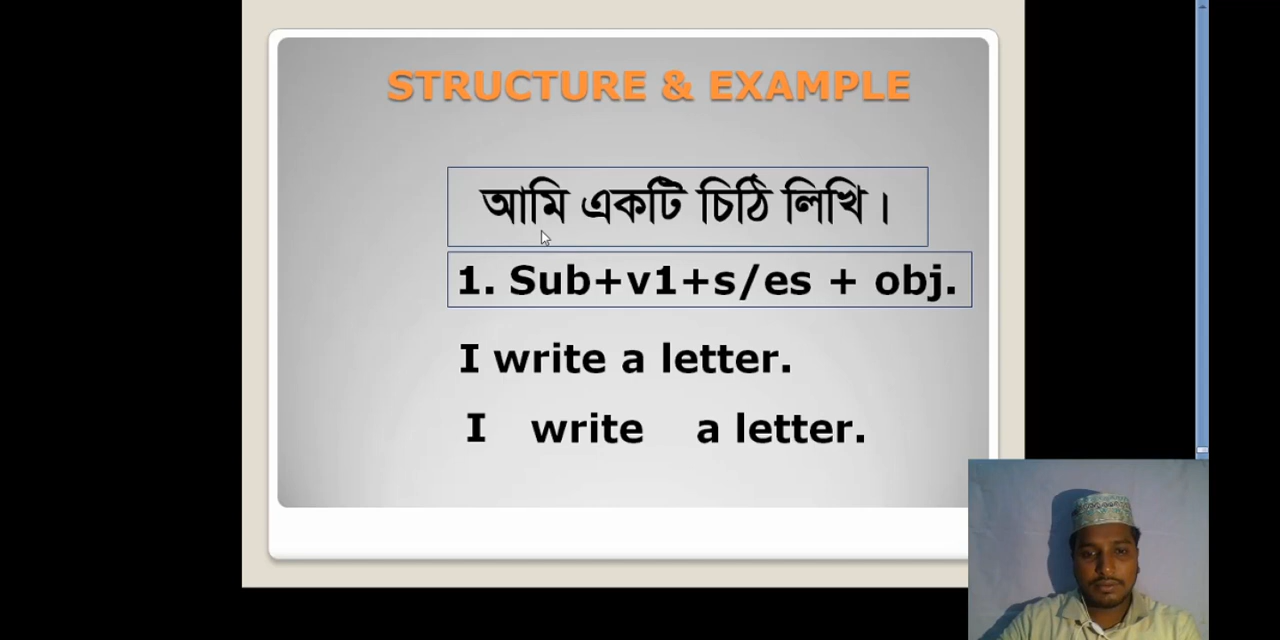 STRUCTURE & EXAMPLE
আমি একটি চিঠি লিখি।
1. Sub+v1+s/es + obj.
I write a letter.
I write a letter.